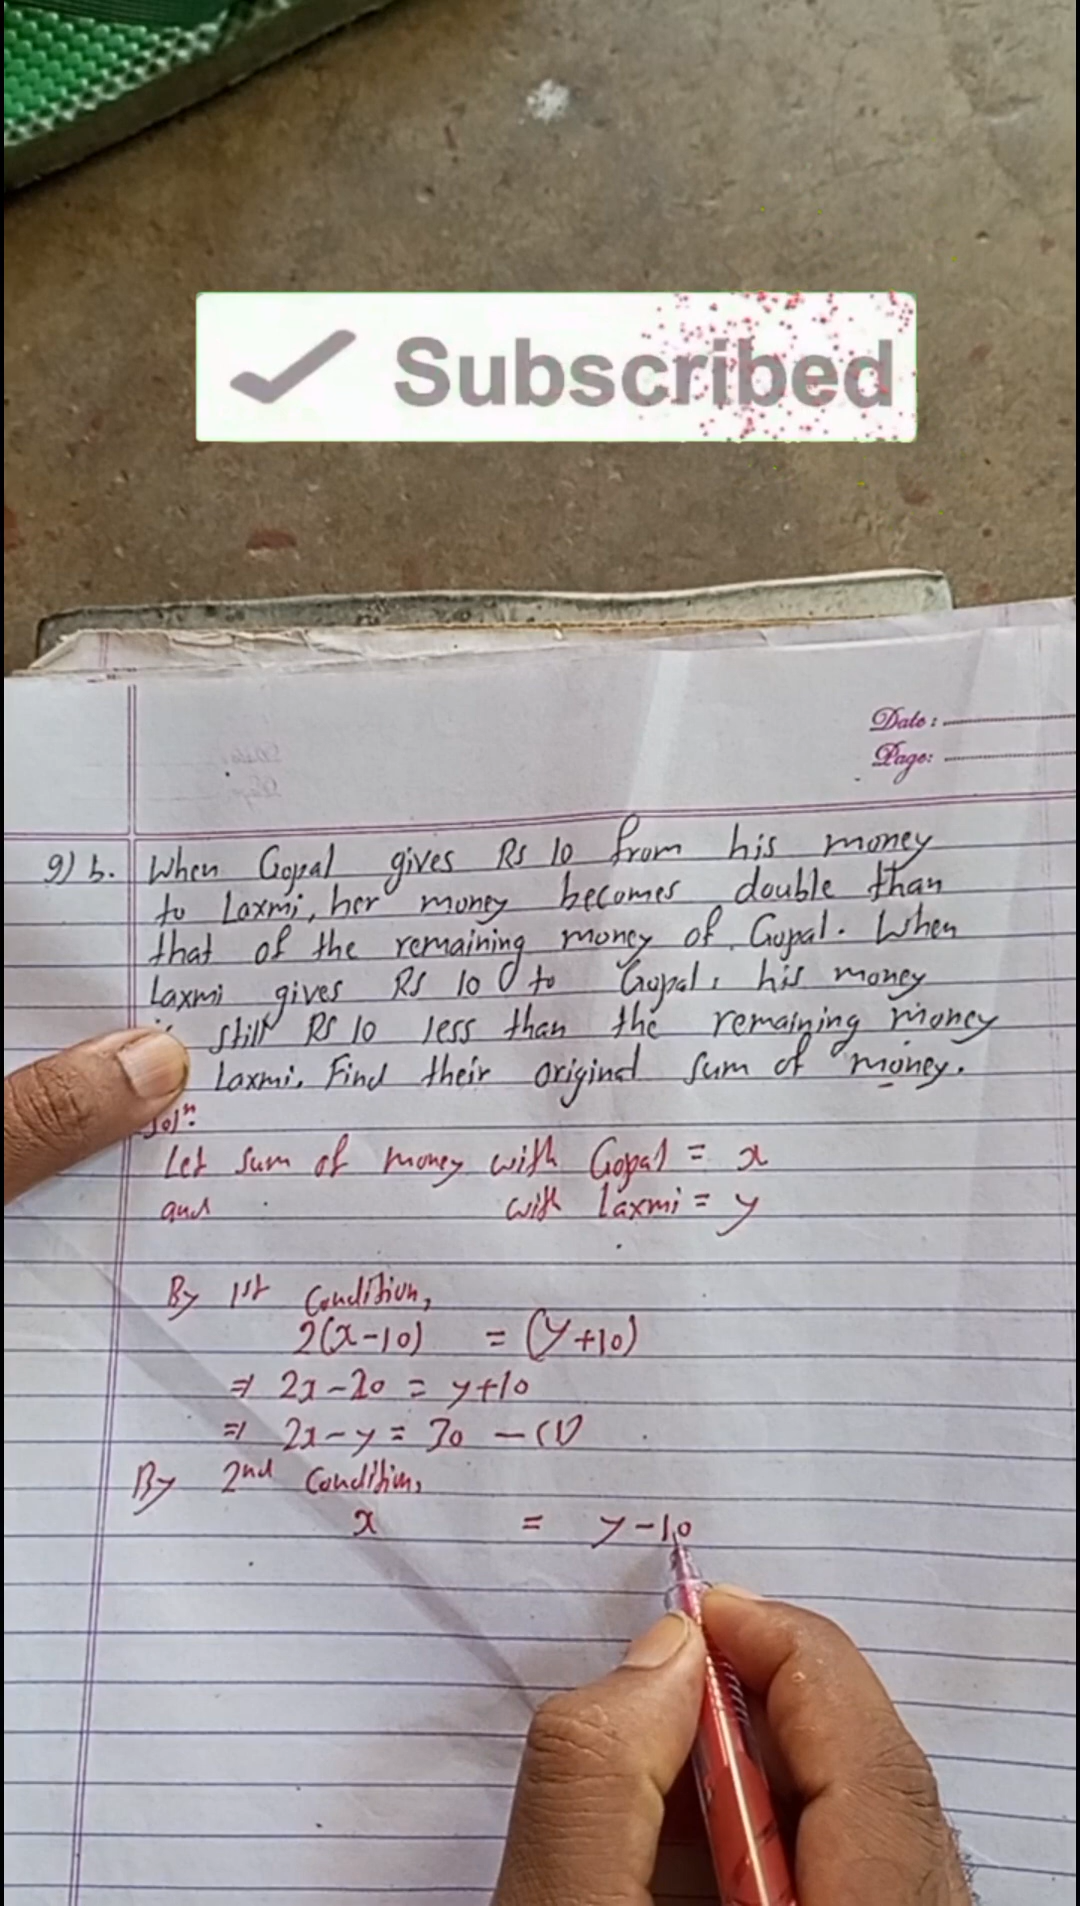 Subscribed
Date:
Page:
9) b. When Gopal gives Rs 10 from his money
to Laxmi, her money becomes double than
that of the remaining money of Gopal. When
Laxmi gives Rs 10 to Gopal, his money
still Rs 10 less than the remaining money
Laxmi. Find their original sum of money.
Solⁿ:
Let sum of money with Gopal = x
and with laxmi = y
By 1st Condition,
2(x-10) = (y+10)
⇒ 2x-20 = y+10
⇒ 2x-y = 30 - (1)
By 2nd Condition,
x = y-10